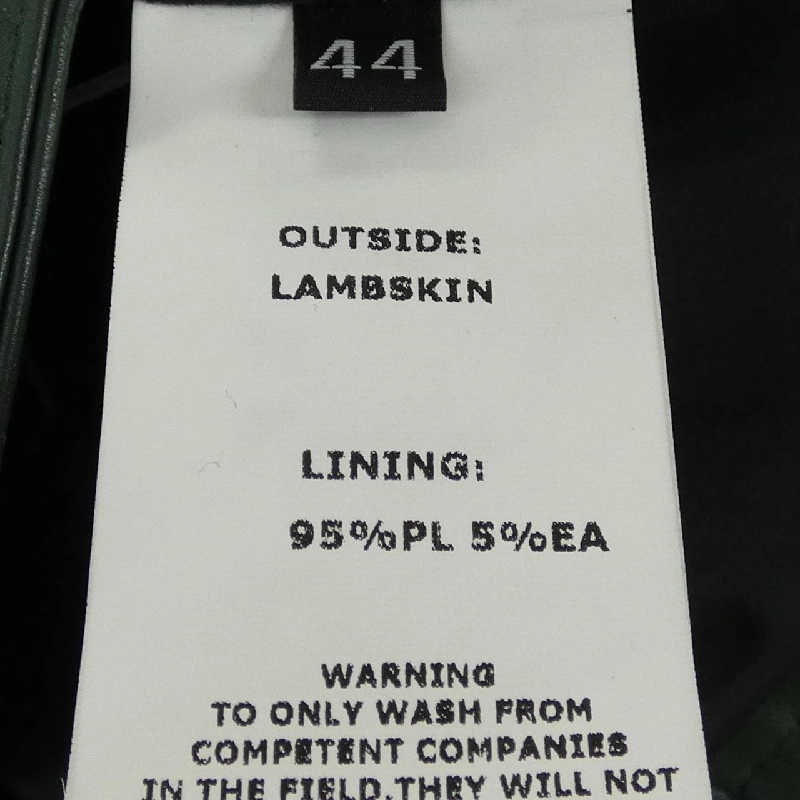 44
OUTSIDE:
LAMBSKIN
LINING:
95%PL 5%EA
WARNING
TO ONLY WASH FROM
COMPETENT COMPANIES
IN THE FIELD.THEY WILL NOT